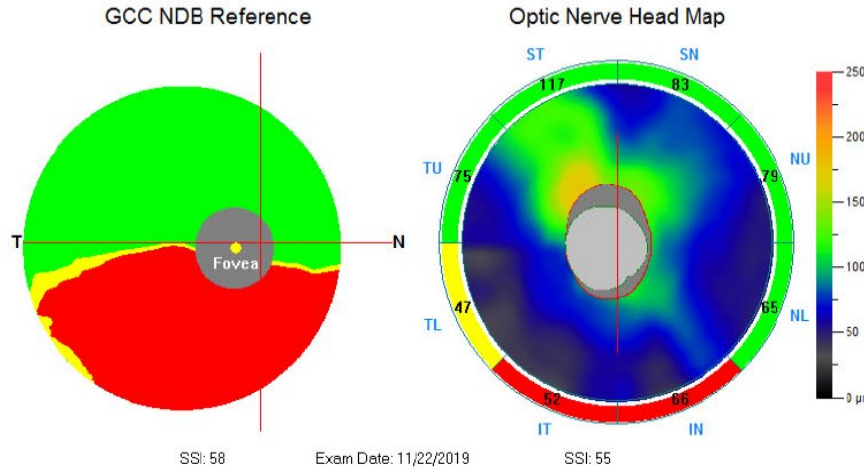 GCC NDB Reference
Optic Nerve Head Map
ST
SN
117
83
TU
NU
75
79
T
N
Fovea
TL
47
65
NL
52
66
IT
IN
250
200
150
100
50
0 μm
SSI: 58
Exam Date: 11/22/2019
SSI: 55